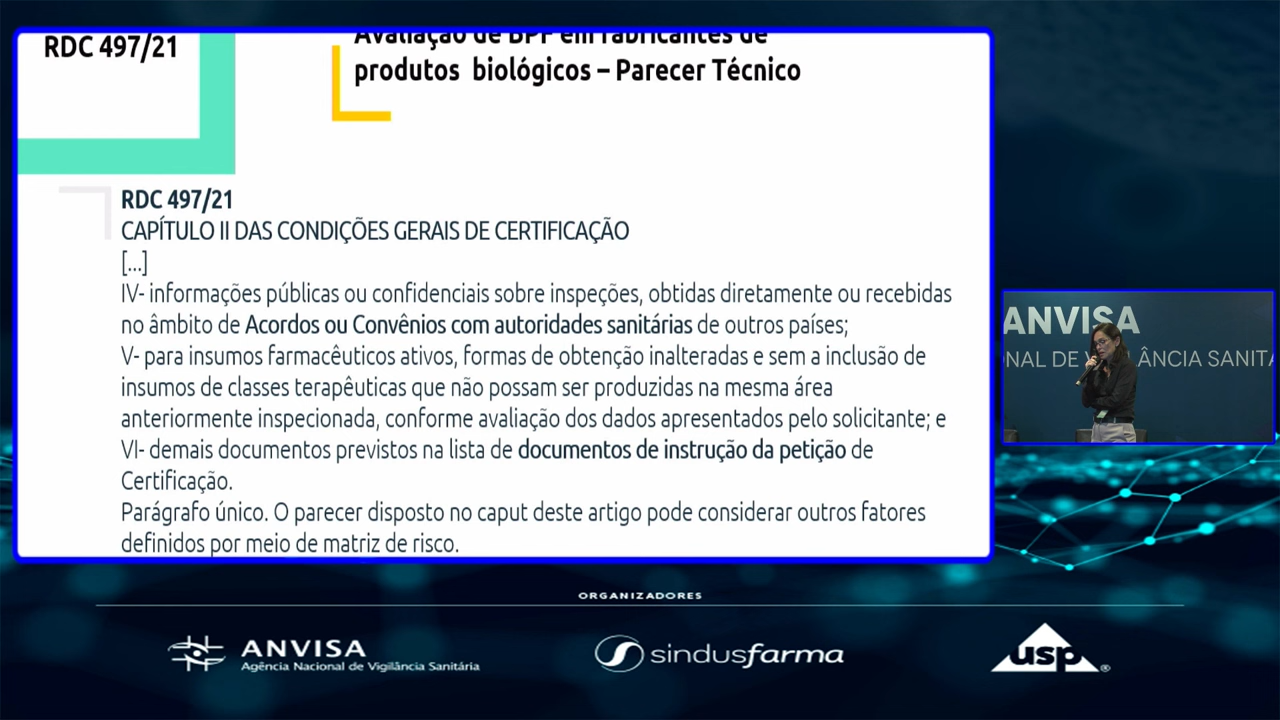 RDC 497/21
Avaliação de BPF em fabricantes de
produtos biológicos – Parecer Técnico
RDC 497/21
CAPÍTULO II DAS CONDIÇÕES GERAIS DE CERTIFICAÇÃO
[...]
IV- informações públicas ou confidenciais sobre inspeções, obtidas diretamente ou recebidas
no âmbito de Acordos ou Convênios com autoridades sanitárias de outros países;
V- para insumos farmacêuticos ativos, formas de obtenção inalteradas e sem a inclusão de
insumos de classes terapêuticas que não possam ser produzidas na mesma área
anteriormente inspecionada, conforme avaliação dos dados apresentados pelo solicitante; e
VI- demais documentos previstos na lista de documentos de instrução da petição de
Certificação.
Parágrafo único. O parecer disposto no caput deste artigo pode considerar outros fatores
definidos por meio de matriz de risco.
ANVISA
ONAL DE VIGILÂNCIA SANITA
ORGANIZADORES
ANVISA
Agência Nacional de Vigilância Sanitária
sindusfarma
usp®